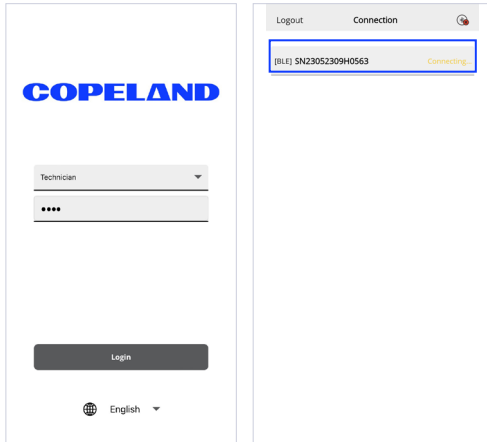 COPELAND
Technician
••••
Login
English
Logout Connection
[BLE] SN23052309H0563 Connecting...